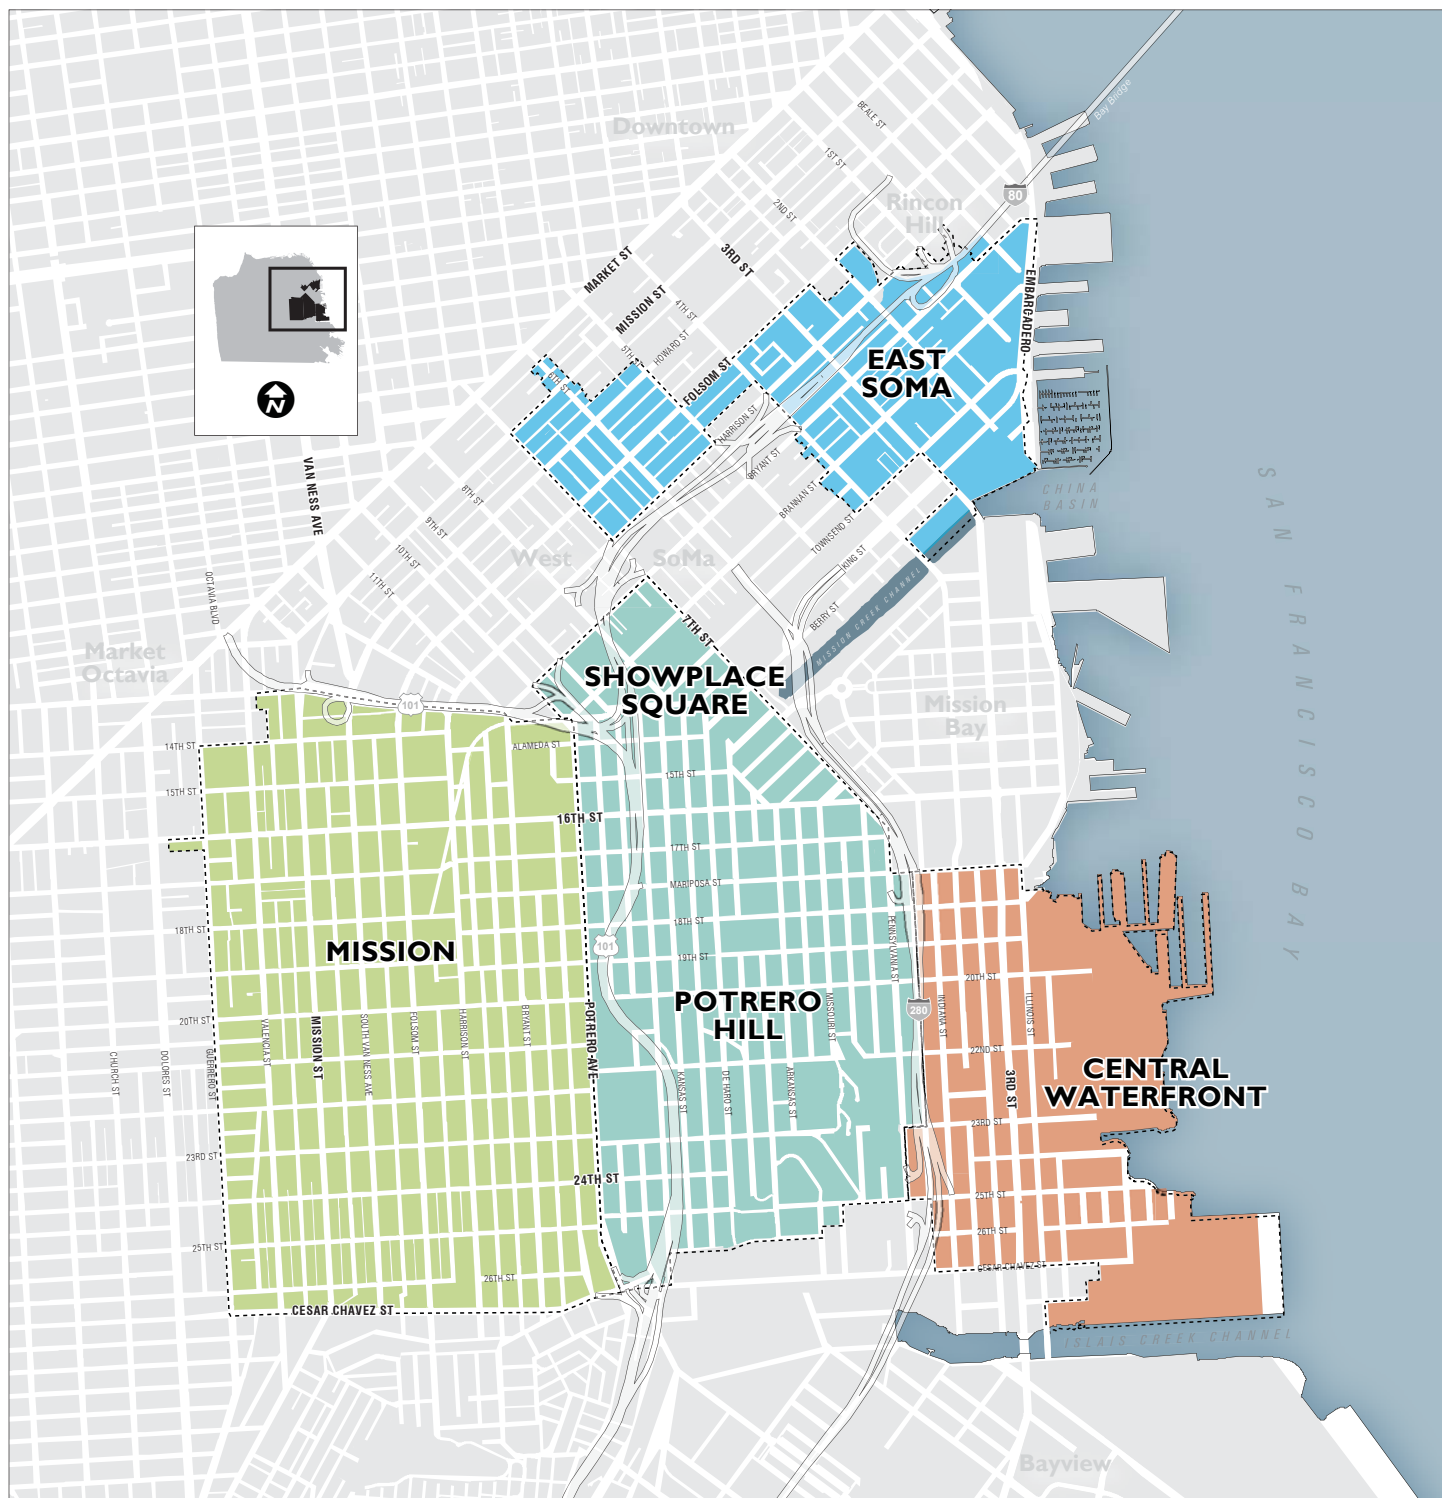 Bay Bridge
BEALE ST
Downtown
1ST ST
80
Rincon
Hill
2ND ST
3RD ST
MARKET ST
MISSION ST
4TH ST
HOWARD ST
5TH ST
6TH ST
FOLSOM ST
EMBARCADERO
EAST
SOMA
N
HARRISON ST
BRYANT ST
BRANNAN ST
TOWNSEND ST
KING ST
BERRY ST
CHINA
BASIN
MISSION CREEK CHANNEL
SAN FRANCISCO BAY
VAN NESS AVE
8TH ST
9TH ST
10TH ST
11TH ST
West SoMa
OCTAVIA BLVD
7TH ST
Market
Octavia
SHOWPLACE
SQUARE
101
Mission
Bay
14TH ST
ALAMEDA ST
15TH ST
15TH ST
16TH ST
17TH ST
MARIPOSA ST
18TH ST
18TH ST
19TH ST
PENNSYLVANIA ST
MISSION
101
20TH ST
POTRERO
HILL
MISSOURI ST
280
INDIANA ST
ILLINOIS ST
20TH ST
VALENCIA ST
MISSION ST
SOUTH VAN NESS AVE
FOLSOM ST
HARRISON ST
BRYANT ST
POTRERO AVE
22ND ST
CHURCH ST
DOLORES ST
GUERRERO ST
KANSAS ST
DE HARO ST
ARKANSAS ST
3RD ST
CENTRAL
WATERFRONT
23RD ST
23RD ST
24TH ST
25TH ST
26TH ST
25TH ST
26TH ST
CESAR CHAVEZ ST
CESAR CHAVEZ ST
ISLAIS CREEK CHANNEL
Bayview